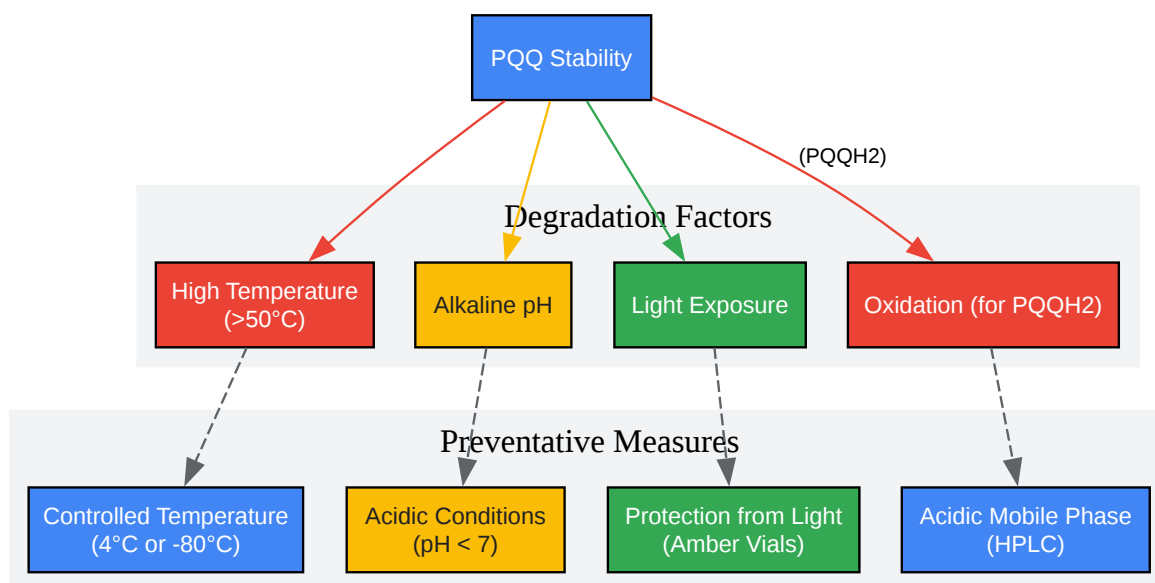 PQQ Stability
(PQQH2)
Degradation Factors
High Temperature
(>50°C)
Alkaline pH
Light Exposure
Oxidation (for PQQH2)
Preventative Measures
Controlled Temperature
(4°C or -80°C)
Acidic Conditions
(pH < 7)
Protection from Light
(Amber Vials)
Acidic Mobile Phase
(HPLC)